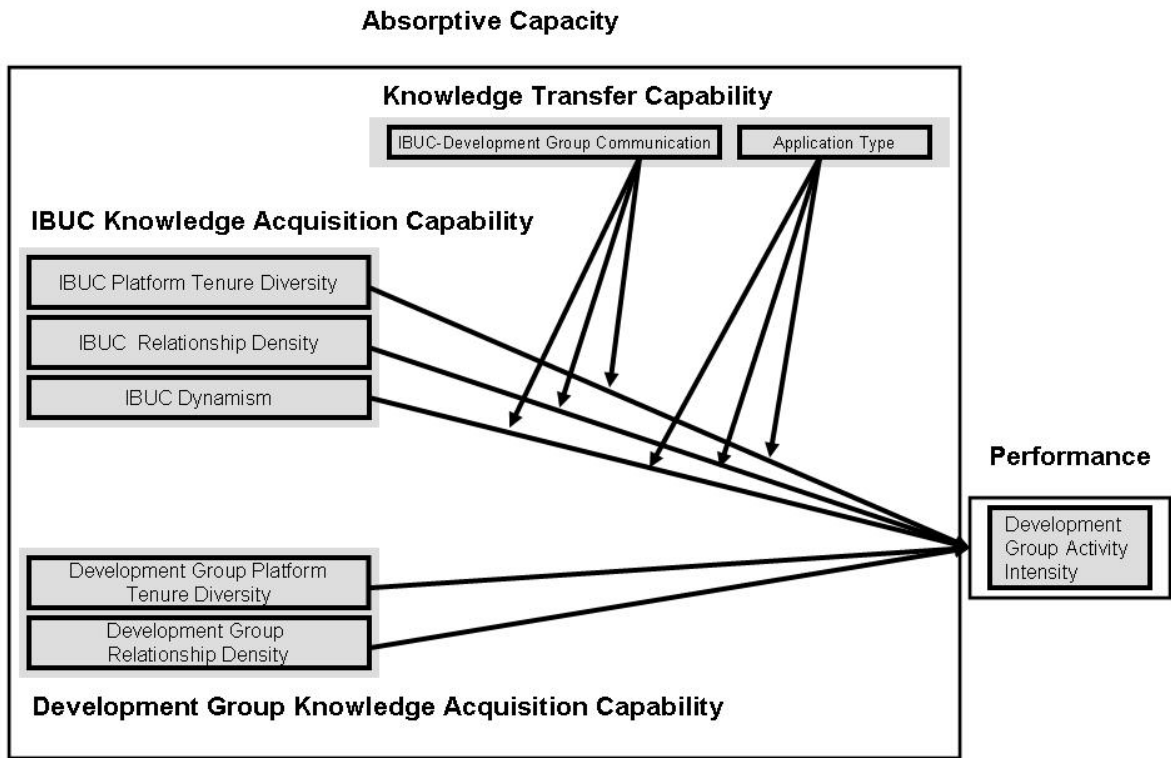 Absorptive Capacity
Knowledge Transfer Capability
IBUC-Development Group Communication
Application Type
IBUC Knowledge Acquisition Capability
IBUC Platform Tenure Diversity
IBUC Relationship Density
IBUC Dynamism
Performance
Development
Group Activity
Intensity
Development Group Platform
Tenure Diversity
Development Group
Relationship Density
Development Group Knowledge Acquisition Capability